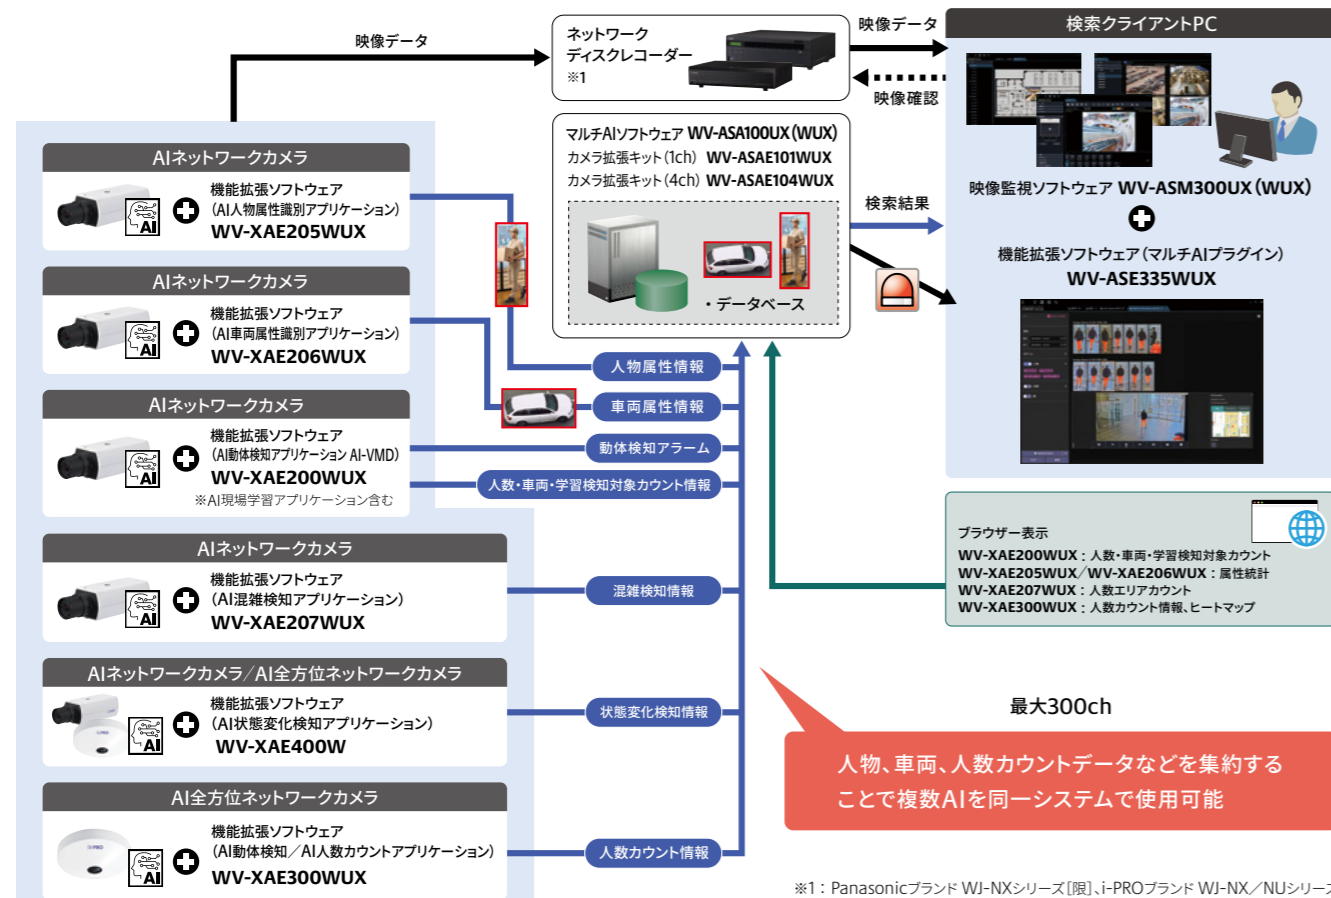 映像データ
ネットワーク
ディスクレコーダー
※1
映像データ
映像確認
検索クライアントPC
映像監視ソフトウェア WV-ASM300UX（WUX）
機能拡張ソフトウェア（マルチAIプラグイン）
WV-ASE335WUX
マルチAIソフトウェア WV-ASA100UX（WUX）
カメラ拡張キット（1ch） WV-ASAE101WUX
カメラ拡張キット（4ch） WV-ASAE104WUX
・データベース
検索結果
AIネットワークカメラ
AI
機能拡張ソフトウェア
（AI人物属性識別アプリケーション）
WV-XAE205WUX
AIネットワークカメラ
AI
機能拡張ソフトウェア
（AI車両属性識別アプリケーション）
WV-XAE206WUX
AIネットワークカメラ
AI
機能拡張ソフトウェア
（AI動体検知アプリケーション AI-VMD）
WV-XAE200WUX
※AI現場学習アプリケーション含む
AIネットワークカメラ
AI
機能拡張ソフトウェア
（AI混雑検知アプリケーション）
WV-XAE207WUX
AIネットワークカメラ／AI全方位ネットワークカメラ
AI
機能拡張ソフトウェア
（AI状態変化検知アプリケーション）
WV-XAE400W
AI全方位ネットワークカメラ
AI
機能拡張ソフトウェア
（AI動体検知／AI人数カウントアプリケーション）
WV-XAE300WUX
人物属性情報
車両属性情報
動体検知アラーム
人数・車両・学習検知対象カウント情報
混雑検知情報
状態変化検知情報
人数カウント情報
ブラウザー表示
WV-XAE200WUX：人数・車両・学習検知対象カウント
WV-XAE205WUX／WV-XAE206WUX：属性統計
WV-XAE207WUX：人数エリアカウント
WV-XAE300WUX：人数カウント情報、ヒートマップ
最大300ch
人物、車両、人数カウントデータなどを集約する
ことで複数AIを同一システムで使用可能
※1：Panasonicブランド WJ-NXシリーズ［限］、i-PROブランド WJ-NX／NUシリーズ